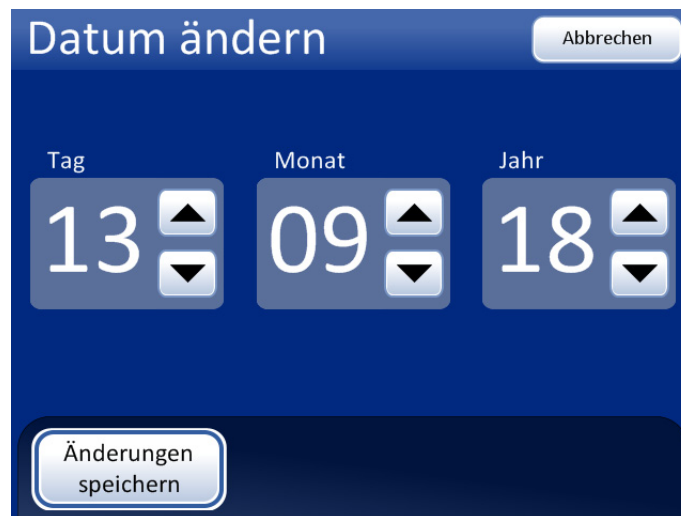 Datum ändern
Abbrechen
Tag
Monat
Jahr
13
09
18
Änderungen
speichern